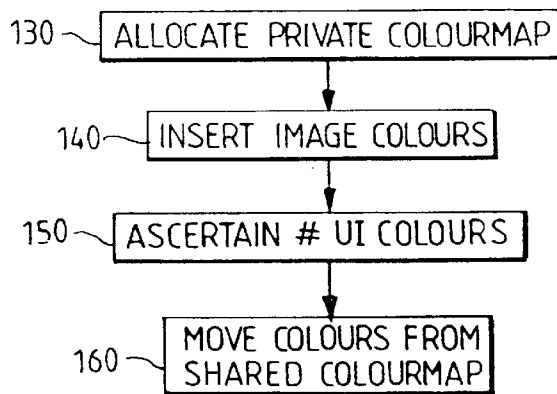 130 ALLOCATE PRIVATE COLOURMAP
140 INSERT IMAGE COLOURS
150 ASCERTAIN # UI COLOURS
160 MOVE COLOURS FROM
SHARED COLOURMAP